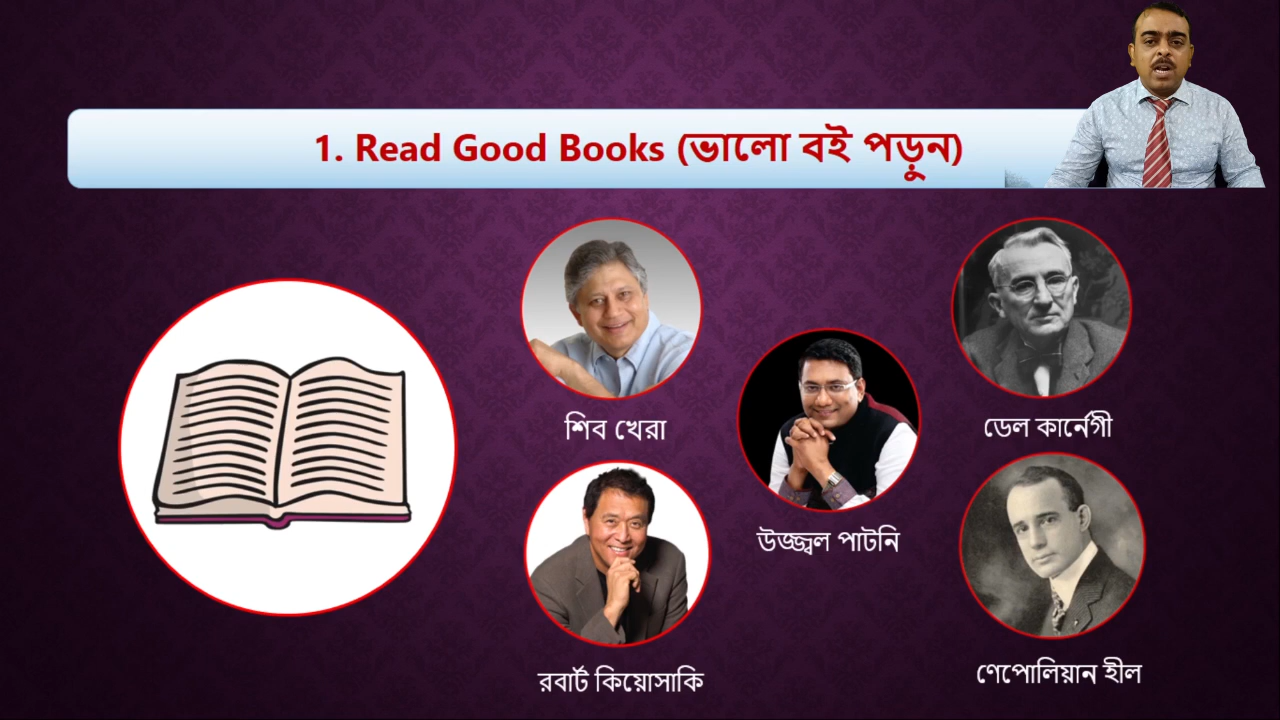 1. Read Good Books (ভালো বই পড়ুন)
শিব খেরা
ডেল কার্নেগী
উজ্জ্বল পাটনি
রবার্ট কিয়োসাকি
ণেপোলিয়ান হীল